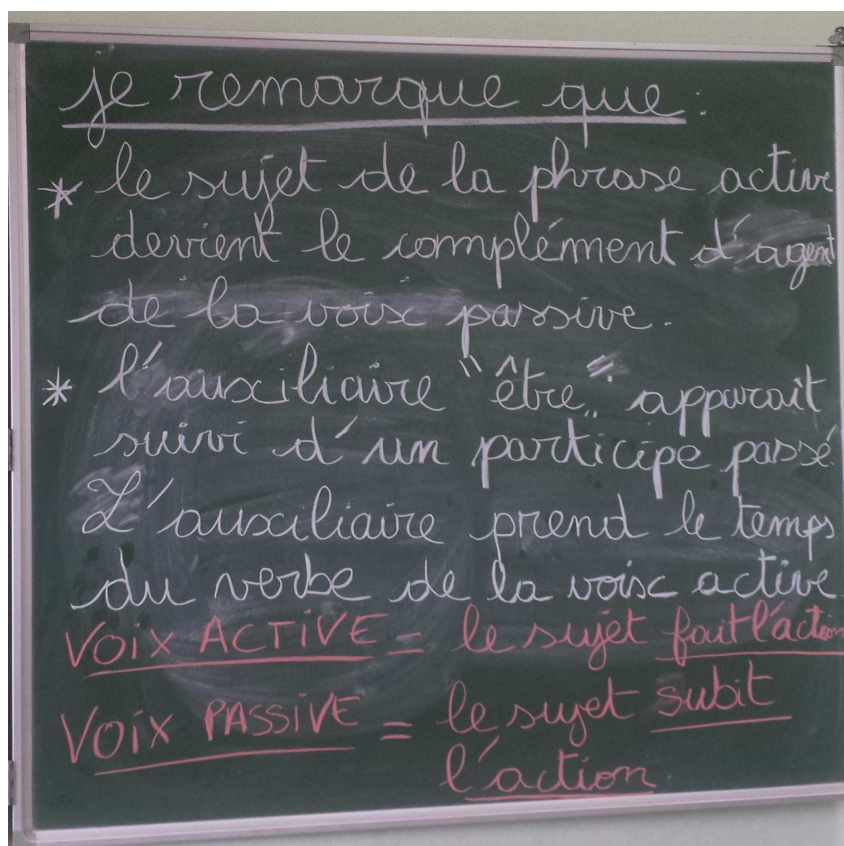 je remarque que :
* le sujet de la phrase active
devient le complément d'agent
de la voix passive.
* l'auxiliaire "être" apparaît
suivi d'un participe passé
L'auxiliaire prend le temps
du verbe de la voix active
VOIX ACTIVE = le sujet fait l'action
VOIX PASSIVE = le sujet subit
l'action.